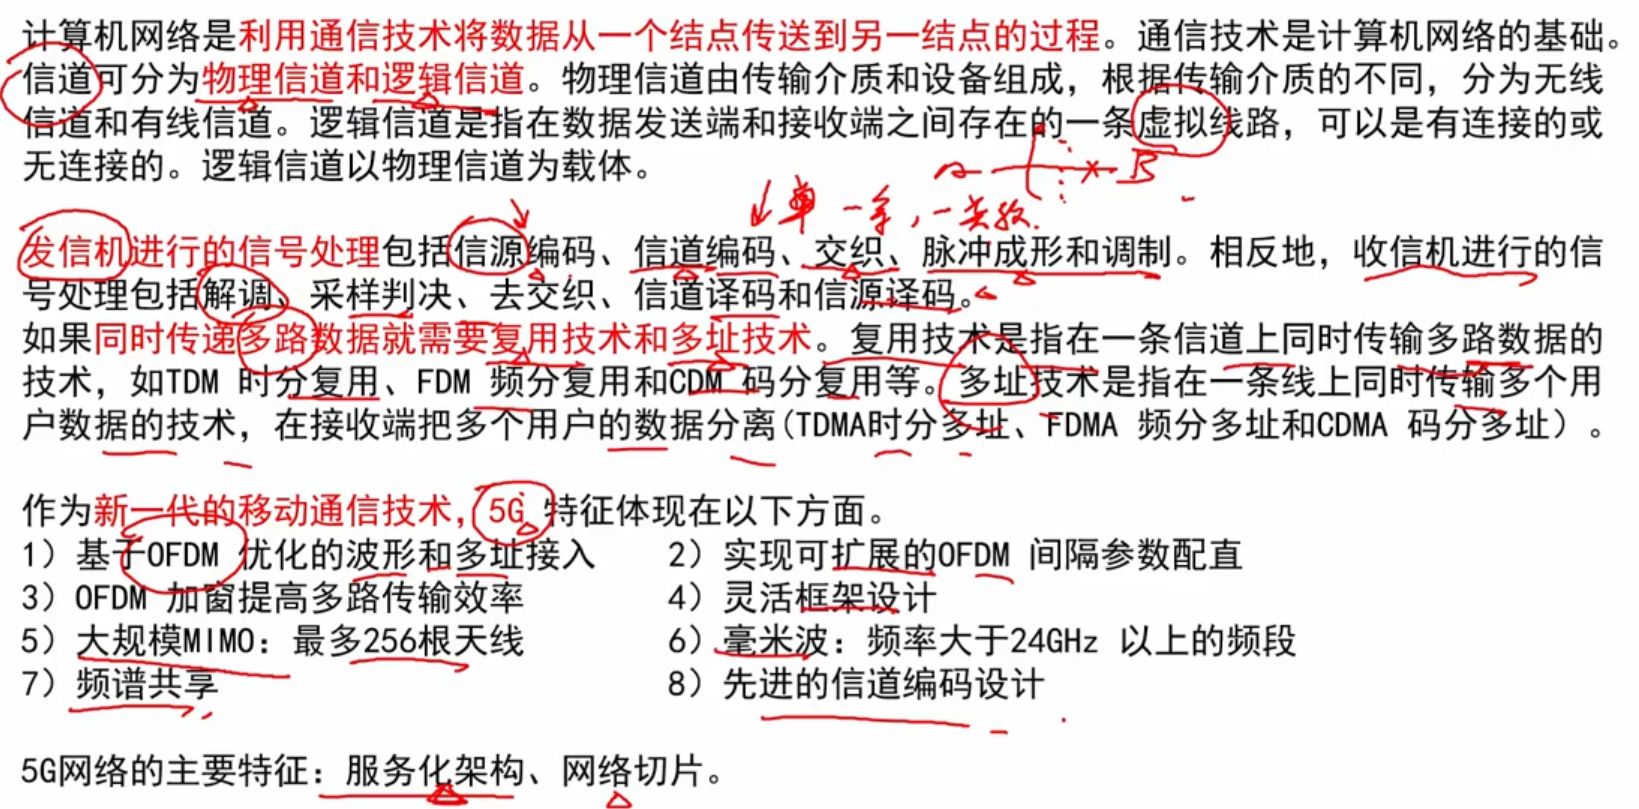 计算机网络是利用通信技术将数据从一个结点传送到另一结点的过程。通信技术是计算机网络的基础。
信道可分为物理信道和逻辑信道。物理信道由传输介质和设备组成，根据传输介质的不同，分为无线
信道和有线信道。逻辑信道是指在数据发送端和接收端之间存在的一条虚拟线路，可以是有连接的或
无连接的。逻辑信道以物理信道为载体。
B
单一
发信机进行的信号处理包括信源编码、信道编码、交织、脉冲成形和调制。相反地，收信机进行的信
号处理包括解调、采样判决、去交织、信道译码和信源译码。
如果同时传递多路数据就需要复用技术和多址技术。复用技术是指在一条信道上同时传输多路数据的
技术，如TDM 时分复用、FDM 频分复用和CDM 码分复用等。多址技术是指在一条线上同时传输多个用
户数据的技术，在接收端把多个用户的数据分离(TDMA时分多址、FDMA 频分多址和CDMA 码分多址）。
作为新一代的移动通信技术，5G 特征体现在以下方面。
1）基于OFDM 优化的波形和多址接入 2）实现可扩展的OFDM 间隔参数配直
3）OFDM 加窗提高多路传输效率 4）灵活框架设计
5）大规模MIMO：最多256根天线 6）毫米波：频率大于24GHz 以上的频段
7）频谱共享 8）先进的信道编码设计
5G网络的主要特征：服务化架构、网络切片。